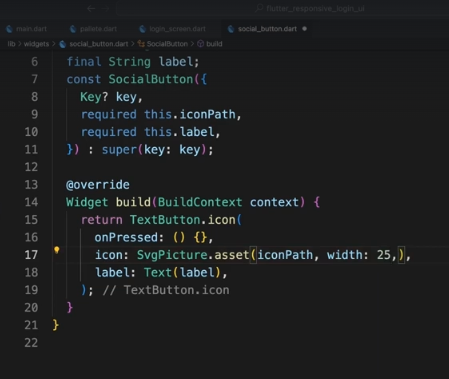 flutter_responsive_login_ui
main.dart pallete.dart login_screen.dart social_button.dart
lib > widgets > social_button.dart > SocialButton > build
6 final String label;
7 const SocialButton({
8 Key? key,
9 required this.iconPath,
10 required this.label,
11 }) : super(key: key);
12
13 @override
14 Widget build(BuildContext context) {
15 return TextButton.icon(
16 onPressed: () {},
17 icon: SvgPicture.asset(iconPath, width: 25,),
18 label: Text(label),
19 ); // TextButton.icon
20 }
21 }
22